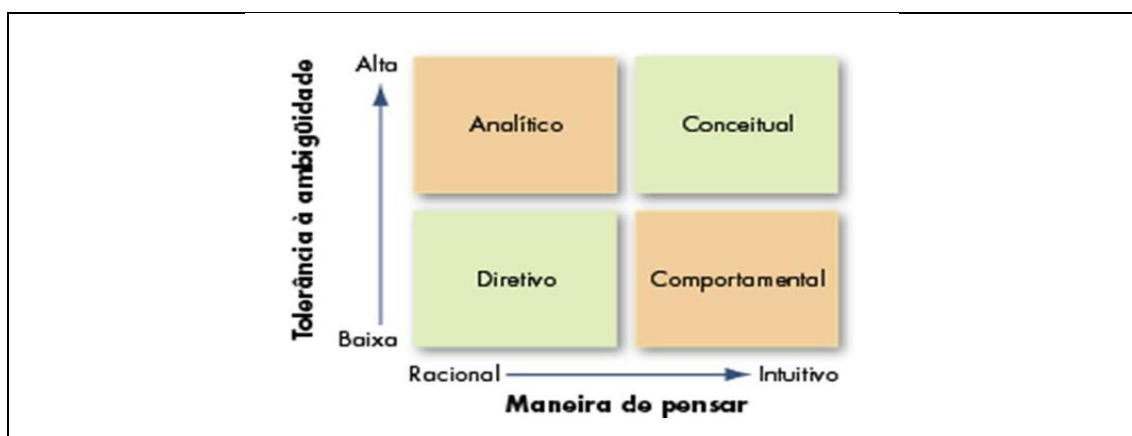 Tolerância à ambigüidade
Alta
Analítico
Conceitual
Diretivo
Comportamental
Baixa
Racional
Intuitivo
Maneira de pensar